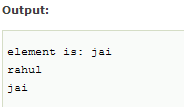 Output:
element is: jai
rahul
jai